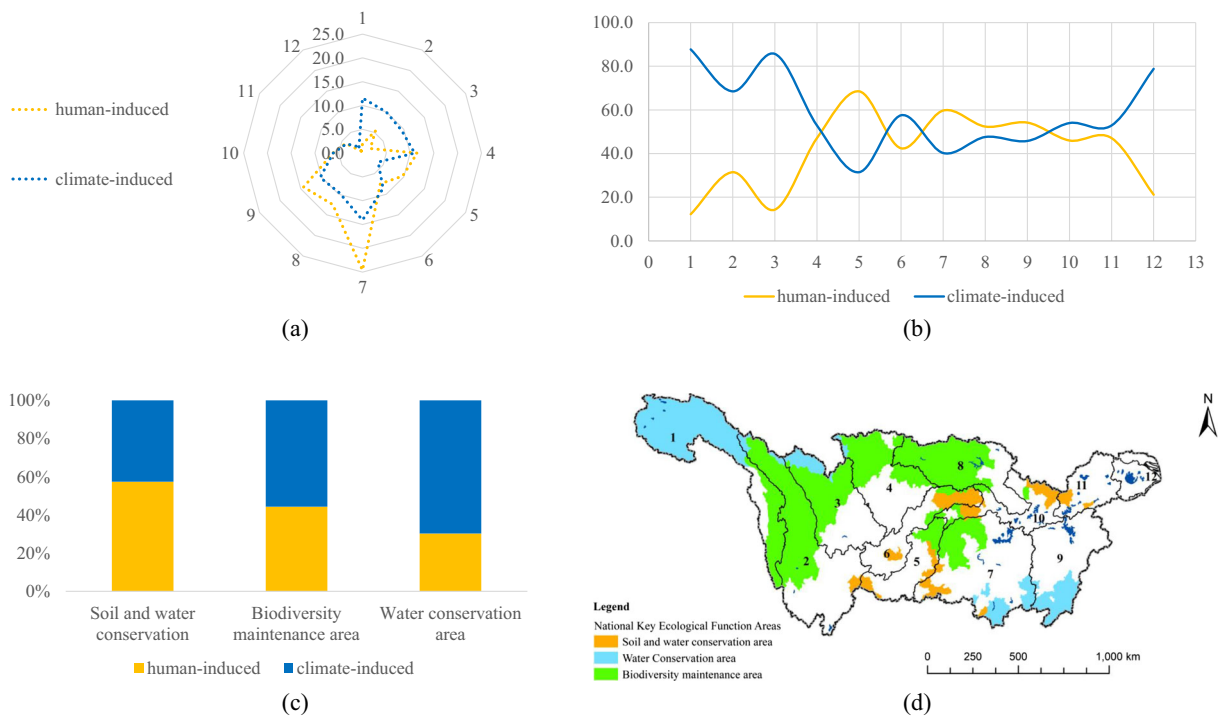 1
12
2
25.0
20.0
15.0
10.0
5.0
0.0
11
3
10
4
9
5
8
6
7
human-induced
climate-induced
(a)
100.0
80.0
60.0
40.0
20.0
0.0
0 1 2 3 4 5 6 7 8 9 10 11 12 13
human-induced climate-induced
(b)
100%
80%
60%
40%
20%
0%
Soil and water
conservation
Biodiversity
maintenance area
Water conservation
area
human-induced climate-induced
(c)
N
1
8
11
12
3
4
10
6
5
9
2
7
Legend
National Key Ecological Function Areas
Soil and water conservation area
Water Conservation area
Biodiversity maintenance area
0 250 500 1,000 km
(d)